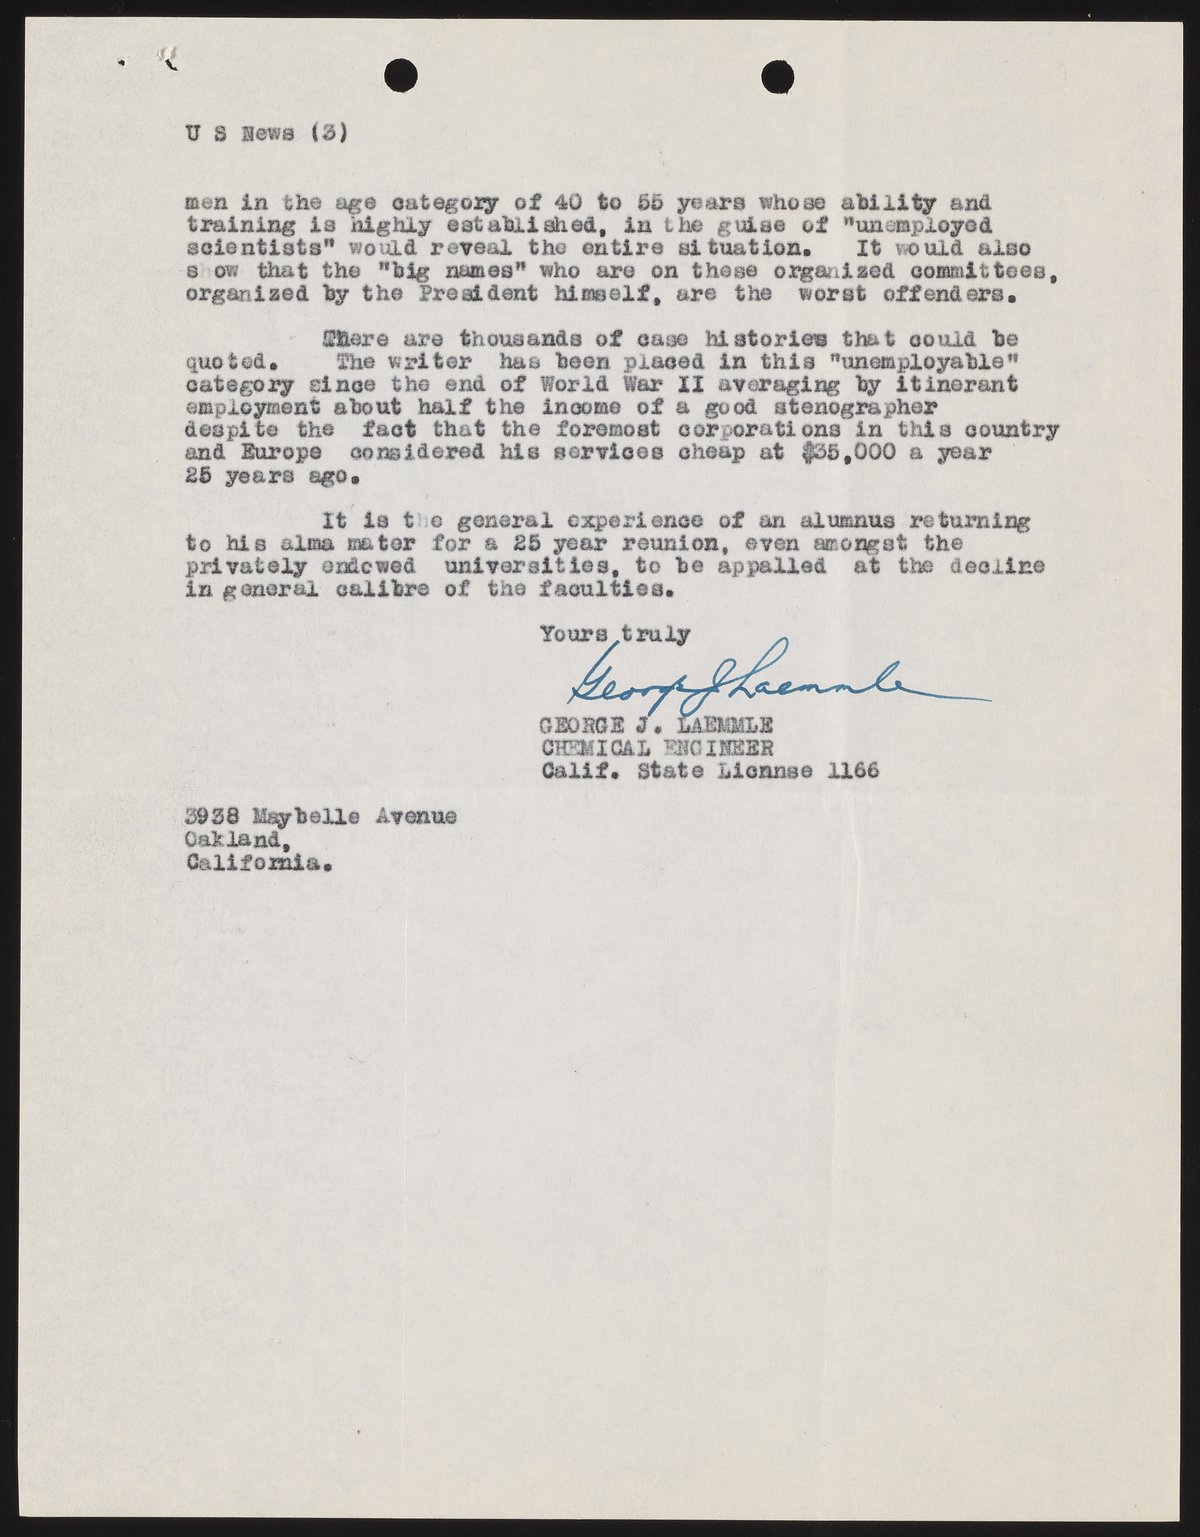 U S News (3)
men in the age category of 40 to 55 years whose ability and
training is highly established, in the guise of "unemployed
scientists" would reveal the entire situation. It would also
show that the "big names" who are on these organized committees,
organized by the President himself, are the worst offenders.
There are thousands of case histories that could be
quoted. The writer has been placed in this "unemployable"
category since the end of World War II averaging by itinerant
employment about half the income of a good stenographer
despite the fact that the foremost corporations in this country
and Europe considered his services cheap at $35,000 a year
25 years ago.
It is the general experience of an alumnus returning
to his alma mater for a 25 year reunion, even amongst the
privately endowed universities, to be appalled at the decline
in general calibre of the faculties.
Yours truly
George J Laemmle
GEORGE J. LAEMMLE
CHEMICAL ENGINEER
Calif. State Licnnse 1166
3938 Maybelle Avenue
Oakland,
California.